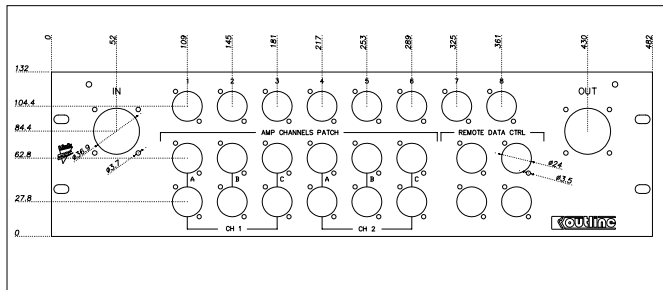 0
52
109
145
181
217
253
289
325
361
430
482
132
104.4
84.4
62.8
27.8
0
IN
1 2 3 4 5 6 7 8
OUT
AMP CHANNELS PATCH
REMOTE DATA CTRL
ø36.9
ø3.7
ø24
ø3.5
A B C A B C
CH 1
CH 2
outline